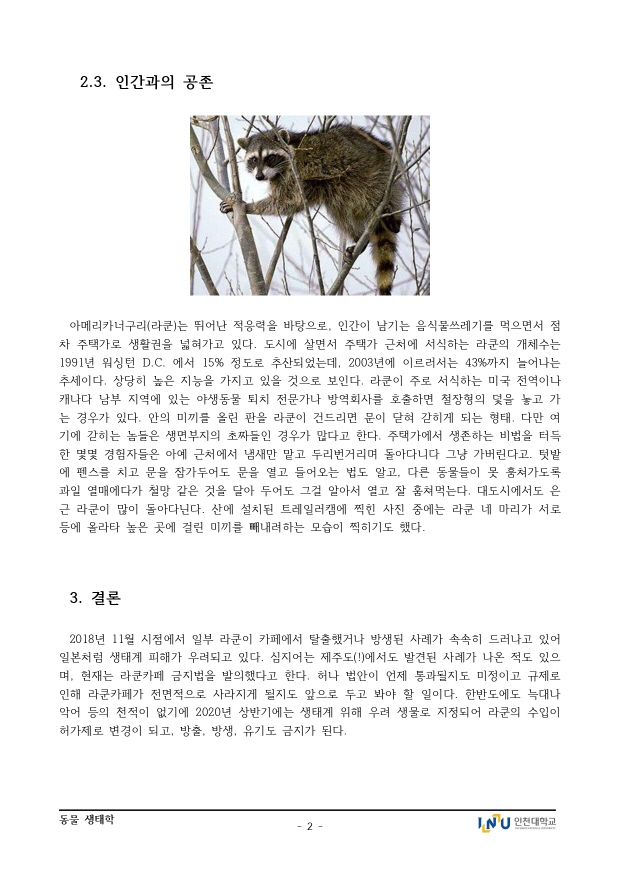 2.3. 인간과의 공존
아메리카너구리(라쿤)는 뛰어난 적응력을 바탕으로, 인간이 남기는 음식물쓰레기를 먹으면서 점
차 주택가로 생활권을 넓혀가고 있다. 도시에 살면서 주택가 근처에 서식하는 라쿤의 개체수는
1991년 워싱턴 D.C. 에서 15% 정도로 추산되었는데, 2003년에 이르러서는 43%까지 늘어나는
추세이다. 상당히 높은 지능을 가지고 있을 것으로 보인다. 라쿤이 주로 서식하는 미국 전역이나
캐나다 남부 지역에 있는 야생동물 퇴치 전문가나 방역회사를 호출하면 철장형의 덫을 놓고 가
는 경우가 있다. 안의 미끼를 올린 판을 라쿤이 건드리면 문이 닫혀 갇히게 되는 형태. 다만 여
기에 갇히는 놈들은 생면부지의 초짜들인 경우가 많다고 한다. 주택가에서 생존하는 비법을 터득
한 몇몇 경험자들은 아예 근처에서 냄새만 맡고 두리번거리며 돌아다니다 그냥 가버린다고. 텃밭
에 펜스를 치고 문을 잠가두어도 문을 열고 들어오는 법도 알고, 다른 동물들이 못 훔쳐가도록
과일 열매에다가 철망 같은 것을 달아 두어도 그걸 알아서 열고 잘 훔쳐먹는다. 대도시에서도 은
근 라쿤이 많이 돌아다닌다. 산에 설치된 트레일러캠에 찍힌 사진 중에는 라쿤 네 마리가 서로
등에 올라타 높은 곳에 걸린 미끼를 빼내려하는 모습이 찍히기도 했다.
3. 결론
2018년 11월 시점에서 일부 라쿤이 카페에서 탈출했거나 방생된 사례가 속속히 드러나고 있어
일본처럼 생태계 피해가 우려되고 있다. 심지어는 제주도(!)에서도 발견된 사례가 나온 적도 있으
며, 현재는 라쿤카페 금지법을 발의했다고 한다. 허나 법안이 언제 통과될지도 미정이고 규제로
인해 라쿤카페가 전면적으로 사라지게 될지도 앞으로 두고 봐야 할 일이다. 한반도에도 늑대나
악어 등의 천적이 없기에 2020년 상반기에는 생태계 위해 우려 생물로 지정되어 라쿤의 수입이
허가제로 변경이 되고, 방출, 방생, 유기도 금지가 된다.
동물 생태학
- 2 -
INU 인천대학교